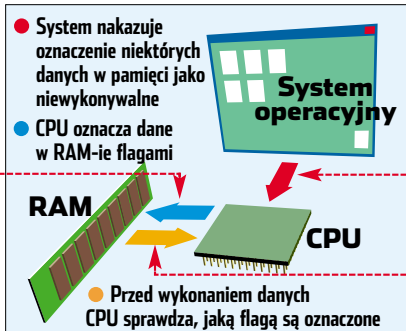 System nakazuje
oznaczenie niektórych
danych w pamięci jako
niewykonywalne
CPU oznacza dane
w RAM-ie flagami
System
operacyjny
RAM
CPU
Przed wykonaniem danych
CPU sprawdza, jaką flagą są oznaczone